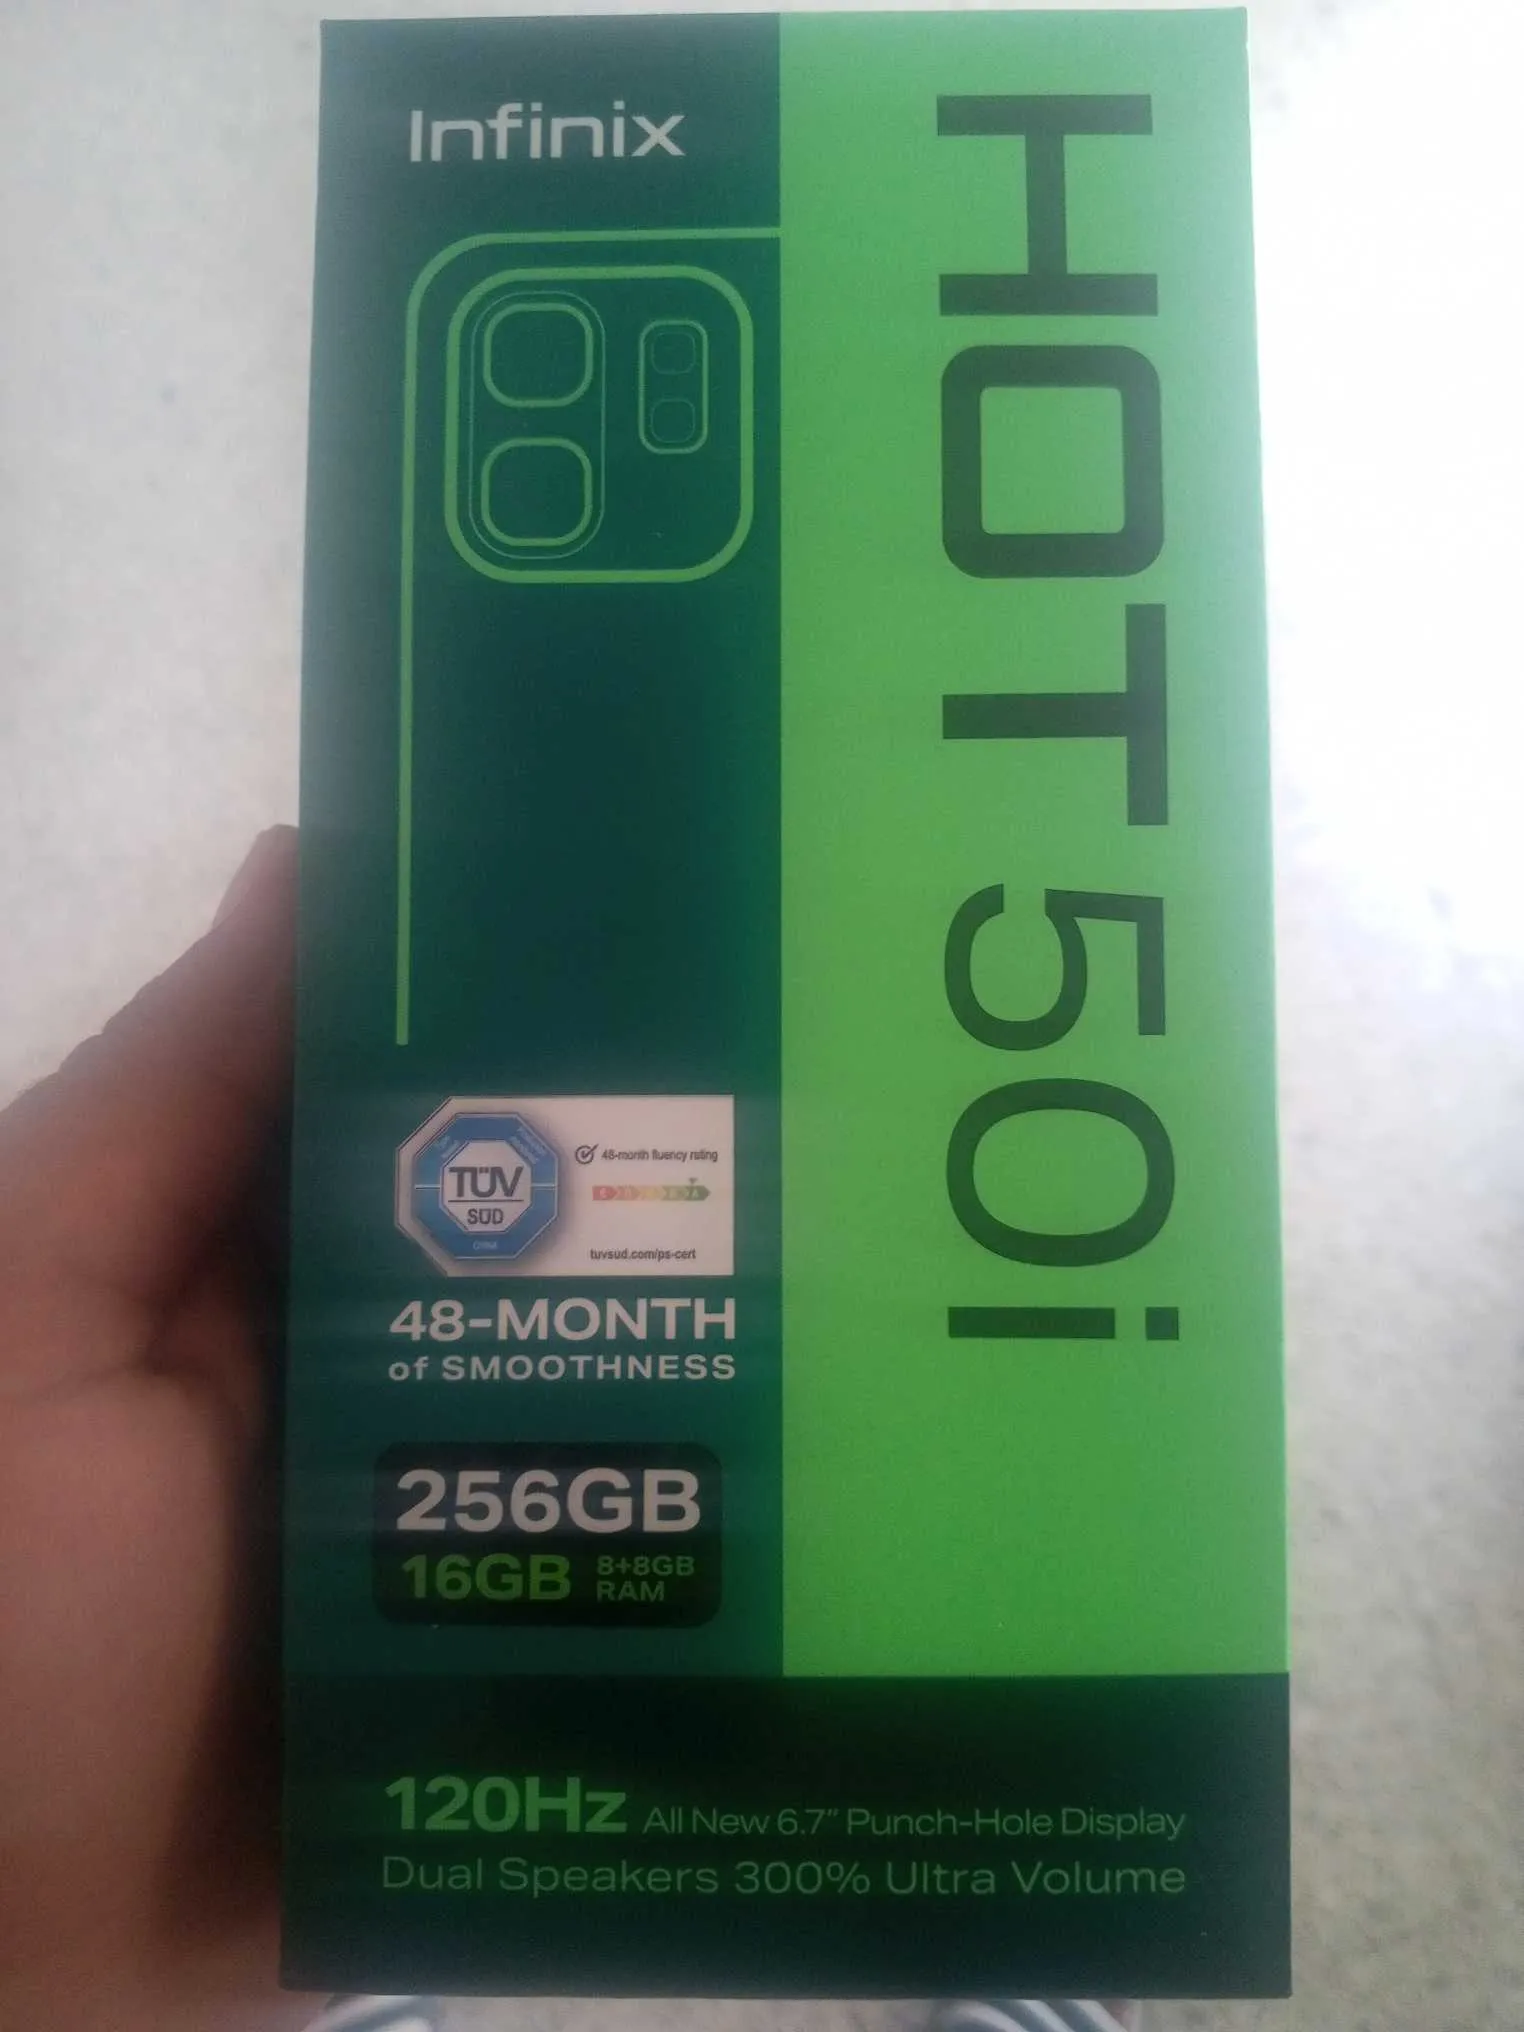 Infinix
HOT 50i
TÜV
SÜD
48-month fluency rating
tuvsud.com/ps-cert
48-MONTH
of SMOOTHNESS
256GB
16GB 8+8GB
RAM
120Hz All New 6.7" Punch-Hole Display
Dual Speakers 300% Ultra Volume